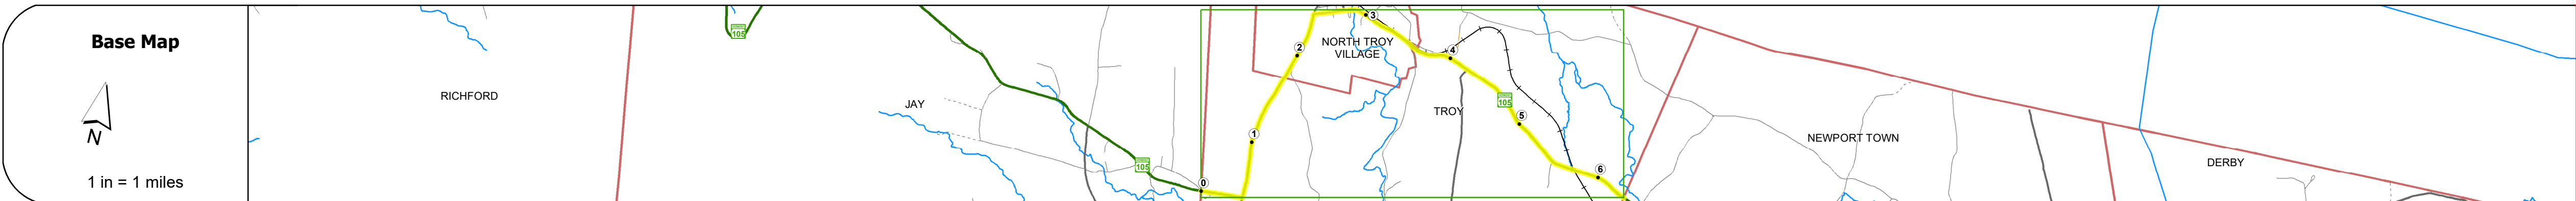 Base Map
N
1 in = 1 miles
RICHFORD
105
JAY
105
0
1
2
NORTH TROY
VILLAGE
3
4
TROY
105
5
6
NEWPORT TOWN
DERBY